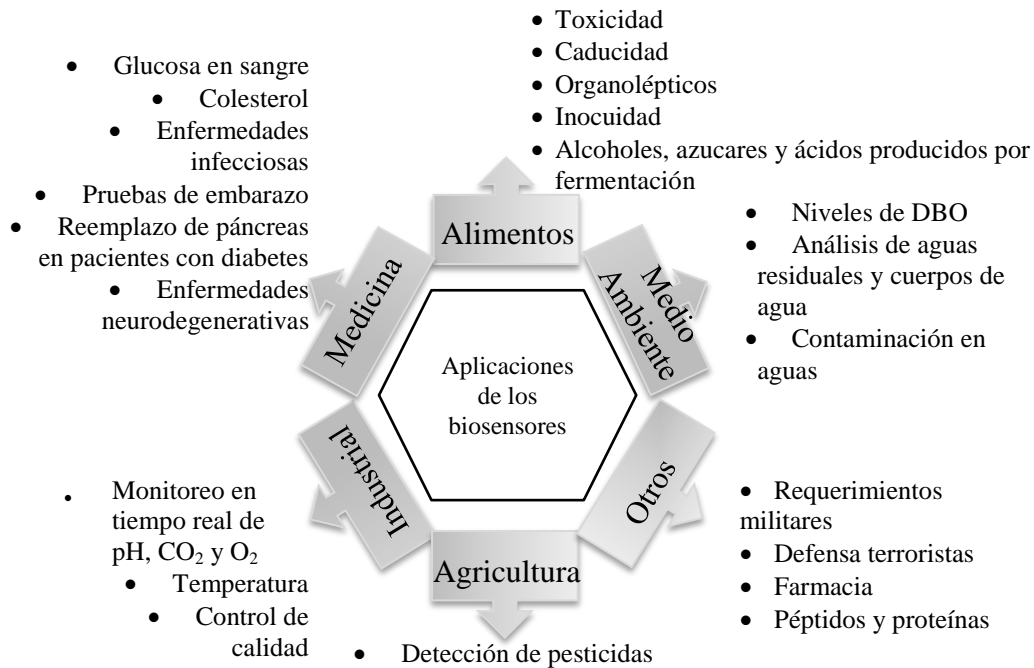 • Toxicidad
• Caducidad
• Organolépticos
• Inocuidad
• Alcoholes, azucares y ácidos producidos por
fermentación
Alimentos
• Niveles de DBO
• Análisis de aguas
residuales y cuerpos de
agua
• Contaminación en
aguas
Medio
Ambiente
• Requerimientos
militares
• Defensa terroristas
• Farmacia
• Péptidos y proteínas
Otros
Agricultura
• Detección de pesticidas
Industrial
• Monitoreo en
tiempo real de
pH, CO₂ y O₂
• Temperatura
• Control de
calidad
Medicina
• Glucosa en sangre
• Colesterol
• Enfermedades
infecciosas
• Pruebas de embarazo
• Reemplazo de páncreas
en pacientes con diabetes
• Enfermedades
neurodegenerativas
Aplicaciones
de los
biosensores